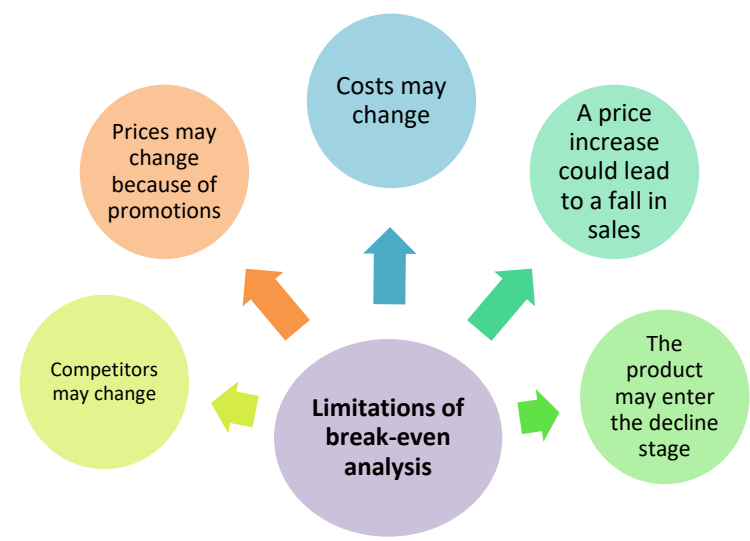 Costs may
change
Prices may
change
because of
promotions
A price
increase
could lead
to a fall in
sales
Competitors
may change
The
product
may enter
the decline
stage
Limitations of
break-even
analysis